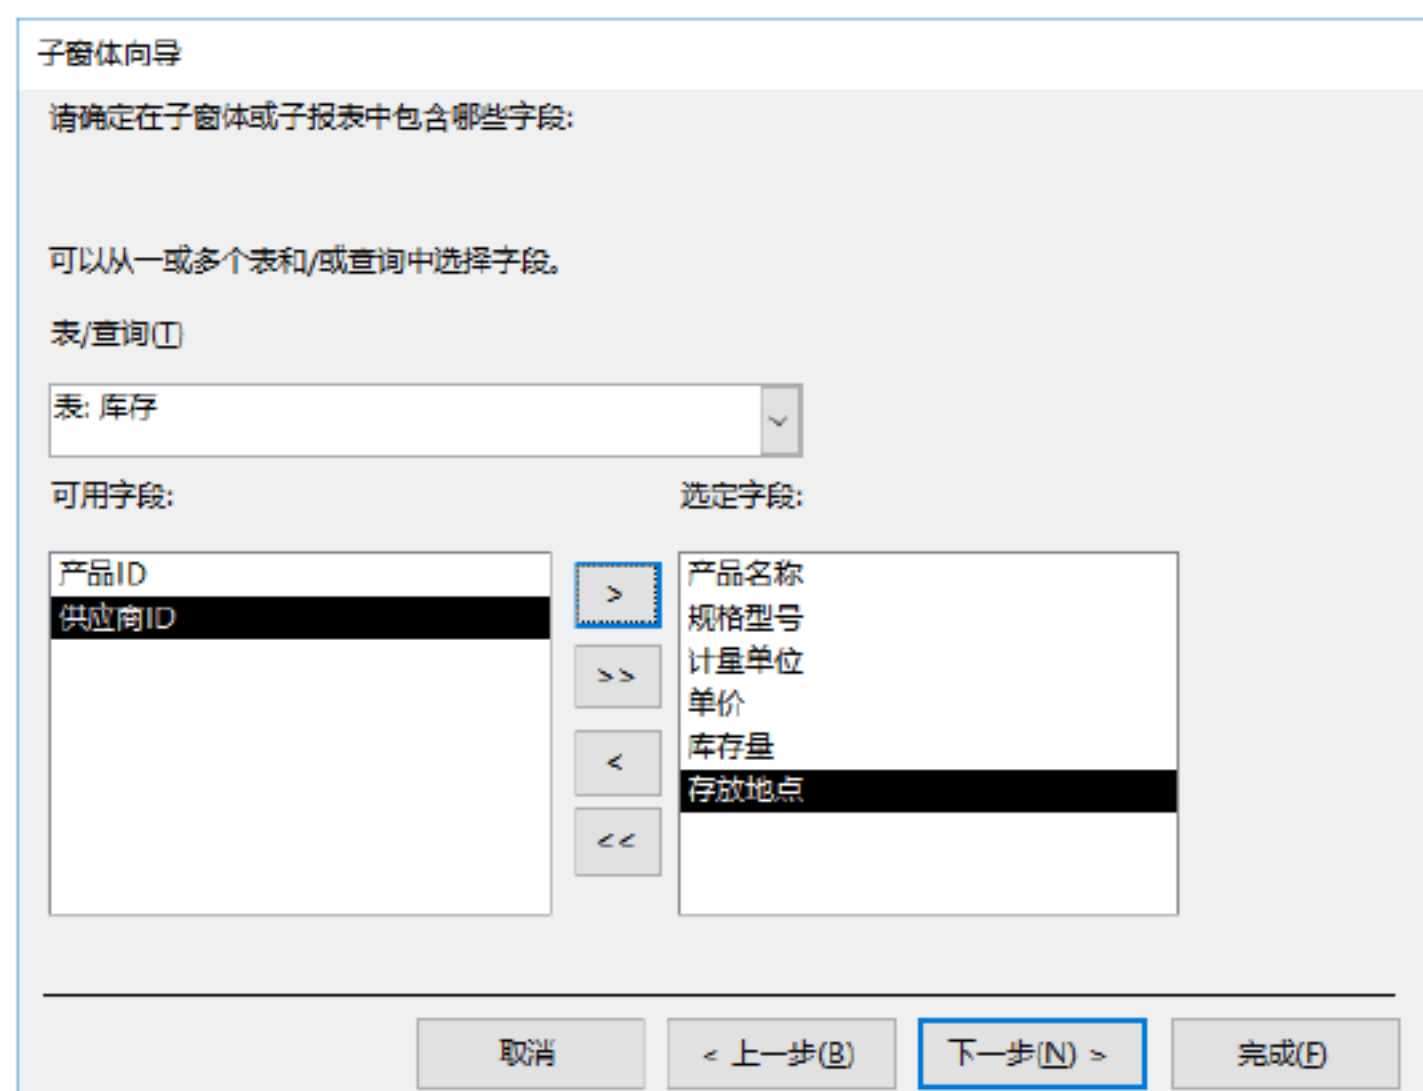 子窗体向导
请确定在子窗体或子报表中包含哪些字段:
可以从一或多个表和/或查询中选择字段。
表/查询(T)
表: 库存
可用字段:
选定字段:
产品ID
供应商ID
>
>>
<
<<
产品名称
规格型号
计量单位
单价
库存量
存放地点
取消
< 上一步(B)
下一步(N) >
完成(F)